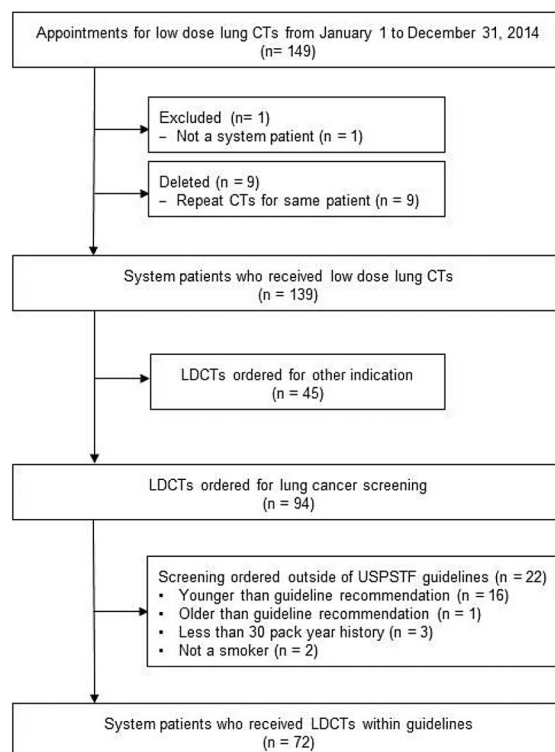 Appointments for low dose lung CTs from January 1 to December 31, 2014
(n= 149)
Excluded (n= 1)
– Not a system patient (n = 1)
Deleted (n = 9)
– Repeat CTs for same patient (n = 9)
System patients who received low dose lung CTs
(n = 139)
LDCTs ordered for other indication
(n = 45)
LDCTs ordered for lung cancer screening
(n = 94)
Screening ordered outside of USPSTF guidelines (n = 22)
• Younger than guideline recommendation (n = 16)
• Older than guideline recommendation (n = 1)
• Less than 30 pack year history (n = 3)
• Not a smoker (n = 2)
System patients who received LDCTs within guidelines
(n = 72)